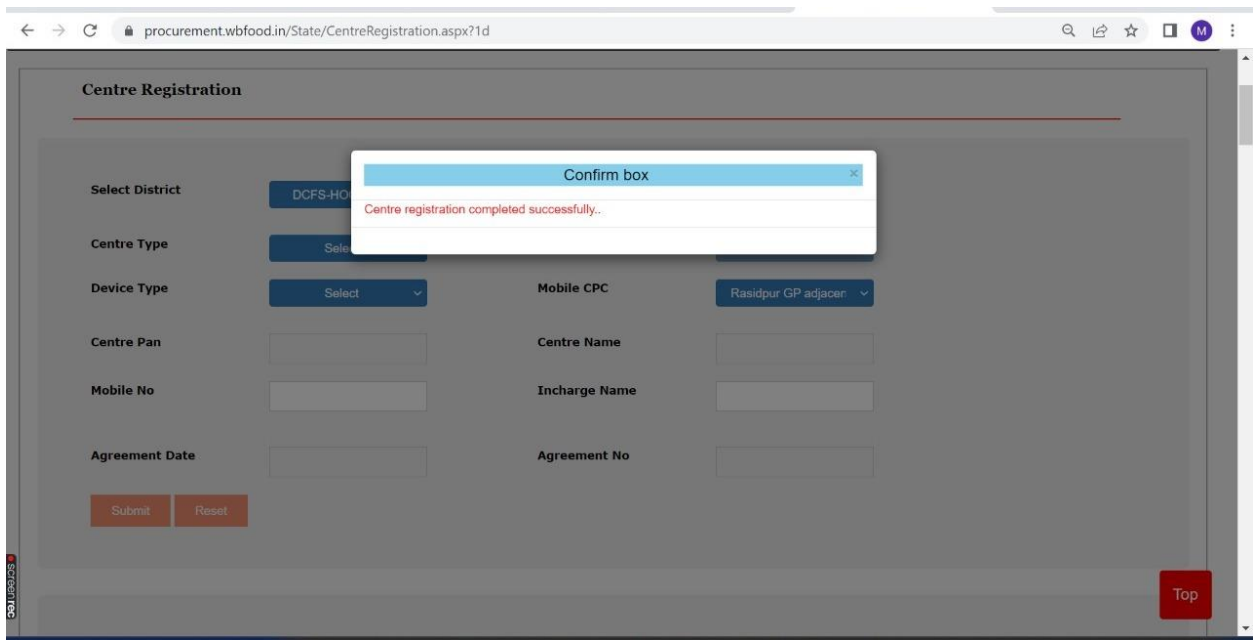 procurement.wbfood.in/State/CentreRegistration.aspx?1d
M
Centre Registration
Confirm box ×
Centre registration completed successfully..
Select District DCFS-HO
Centre Type Sele
Device Type Select Mobile CPC Rasidpur GP adjacen
Centre Pan Centre Name
Mobile No Incharge Name
Agreement Date Agreement No
Submit Reset
screenrec
Top